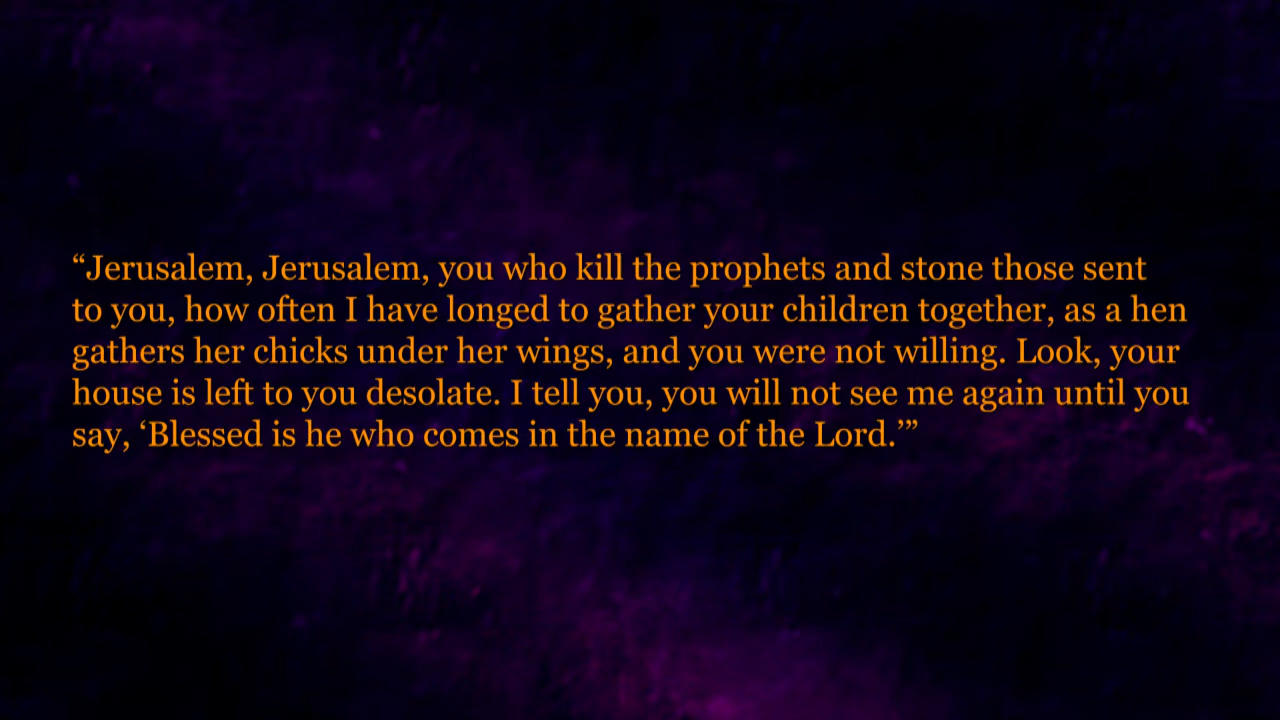 “Jerusalem, Jerusalem, you who kill the prophets and stone those sent
to you, how often I have longed to gather your children together, as a hen
gathers her chicks under her wings, and you were not willing. Look, your
house is left to you desolate. I tell you, you will not see me again until you
say, ‘Blessed is he who comes in the name of the Lord.’”